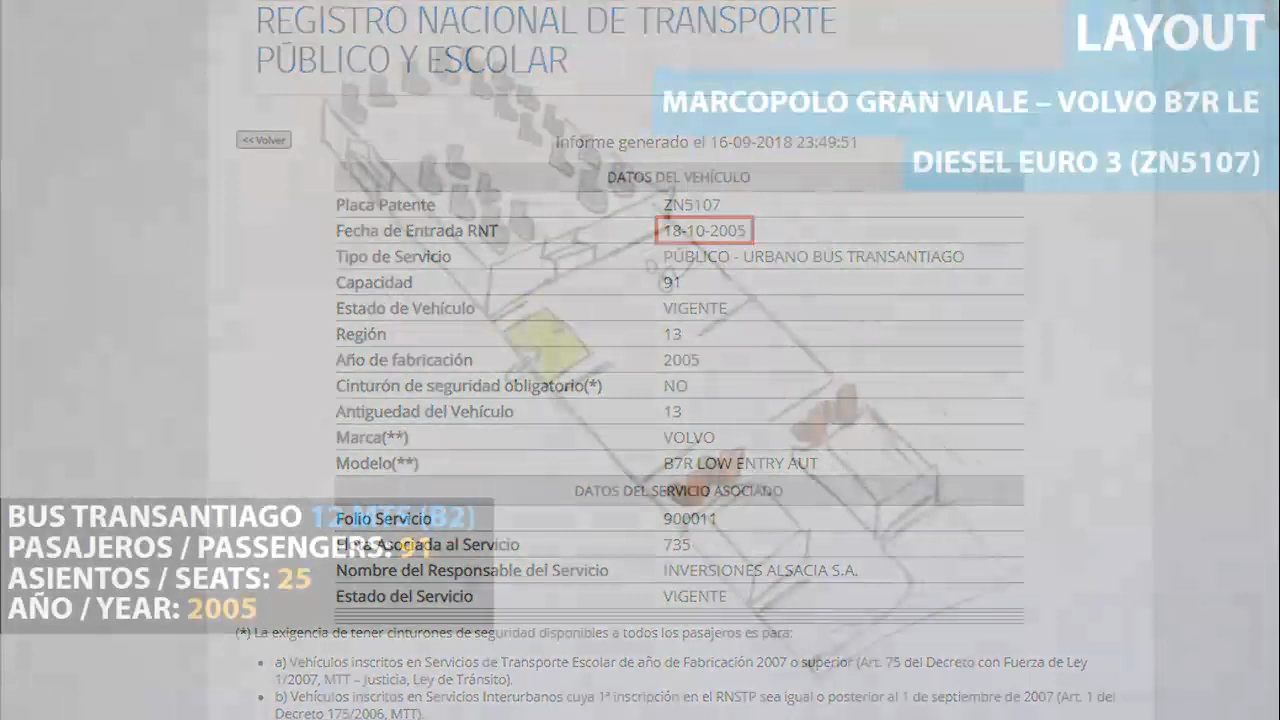 REGISTRO NACIONAL DE TRANSPORTE
PÚBLICO Y ESCOLAR
LAYOUT
MARCOPOLO GRAN VIALE – VOLVO B7R LE
DIESEL EURO 3 (ZN5107)
<< Volver
Informe generado el 16-09-2018 23:49:51
DATOS DEL VEHÍCULO
Placa Patente ZN5107
Fecha de Entrada RNT 18-10-2005
Tipo de Servicio PÚBLICO - URBANO BUS TRANSANTIAGO
Capacidad 91
Estado de Vehículo VIGENTE
Región 13
Año de fabricación 2005
Cinturón de seguridad obligatorio(*) NO
Antiguedad del Vehículo 13
Marca(**) VOLVO
Modelo(**) B7R LOW ENTRY AUT
DATOS DEL SERVICIO ASOCIADO
Folio Servicio 900011
Flota Asociada al Servicio 735
Nombre del Responsable del Servicio INVERSIONES ALSACIA S.A.
Estado del Servicio VIGENTE
BUS TRANSANTIAGO 12 MTS (B2)
PASAJEROS / PASSENGERS: 91
ASIENTOS / SEATS: 25
AÑO / YEAR: 2005
(*) La exigencia de tener cinturones de seguridad disponibles a todos los pasajeros es para:
a) Vehículos inscritos en Servicios de Transporte Escolar de año de Fabricación 2007 o superior (Art. 75 del Decreto con Fuerza de Ley
1/2007, MTT – Justicia, Ley de Tránsito).
b) Vehículos inscritos en Servicios Interurbanos cuya 1ª inscripción en el RNSTP sea igual o posterior al 1 de septiembre de 2007 (Art. 1 del
Decreto 175/2006, MTT).